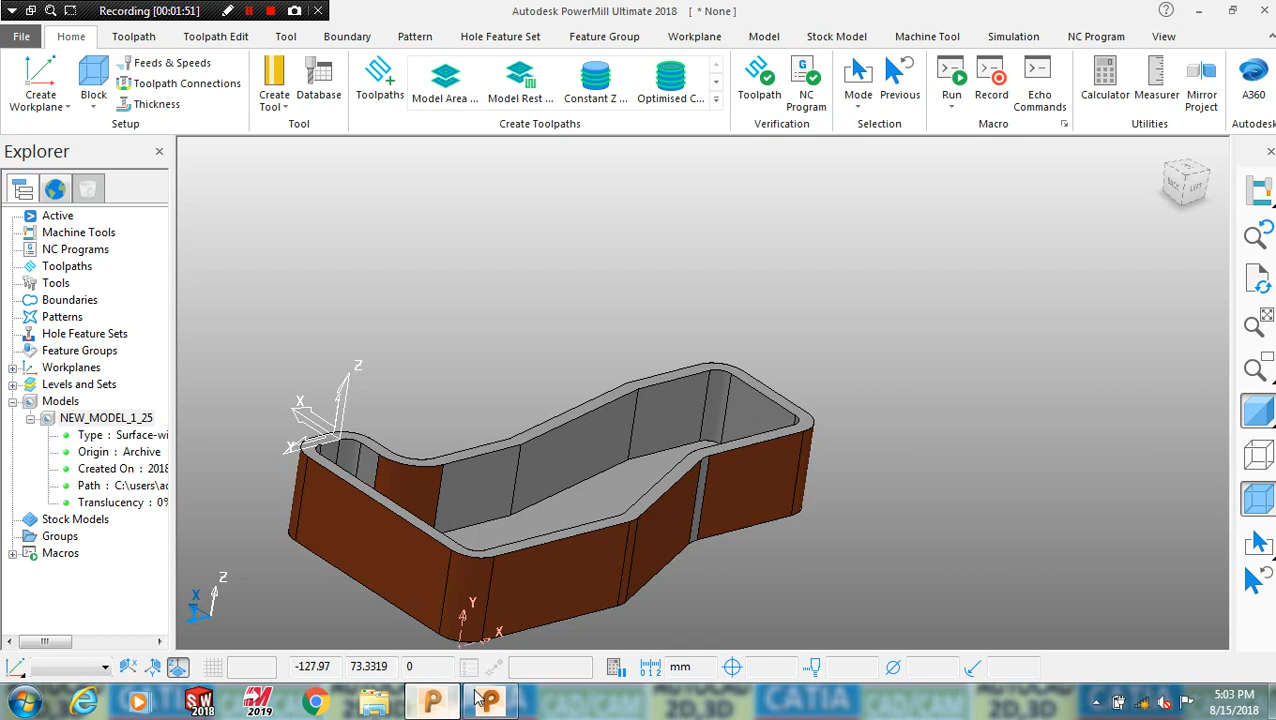 Recording [00:01:51]
Autodesk PowerMill Ultimate 2018 [ * None ]
File Home Toolpath Toolpath Edit Tool Boundary Pattern Hole Feature Set Feature Group Workplane Model Stock Model Machine Tool Simulation NC Program View
Create Workplane
Block
Feeds & Speeds
Toolpath Connections
Thickness
Setup
Create Tool
Database
Tool
Toolpaths
Model Area ...
Model Rest ...
Constant Z ...
Optimised C...
Create Toolpaths
Toolpath
NC Program
Verification
Mode
Previous
Selection
Run
Record
Echo Commands
Macro
Calculator
Measurer
Mirror Project
Utilities
A360
Autodesk
Explorer
Active
Machine Tools
NC Programs
Toolpaths
Tools
Boundaries
Patterns
Hole Feature Sets
Feature Groups
Workplanes
Levels and Sets
Models
NEW_MODEL_1_25
Type : Surface-wi
Origin : Archive
Created On : 2018
Path : C:\users\ac
Translucency : 0%
Stock Models
Groups
Macros
BACK LEFT
Z
X
Y
Z
X
Y
X
-127.97 73.3319 0 mm
SW 2018
2019
5:03 PM
8/15/2018